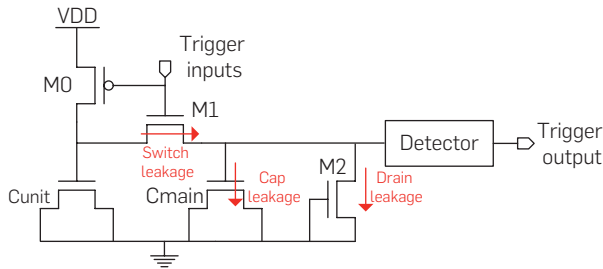 VDD
Trigger
inputs
M0
M1
Switch
leakage
Cunit
Cmain
Cap
leakage
M2
Drain
leakage
Detector
Trigger
output